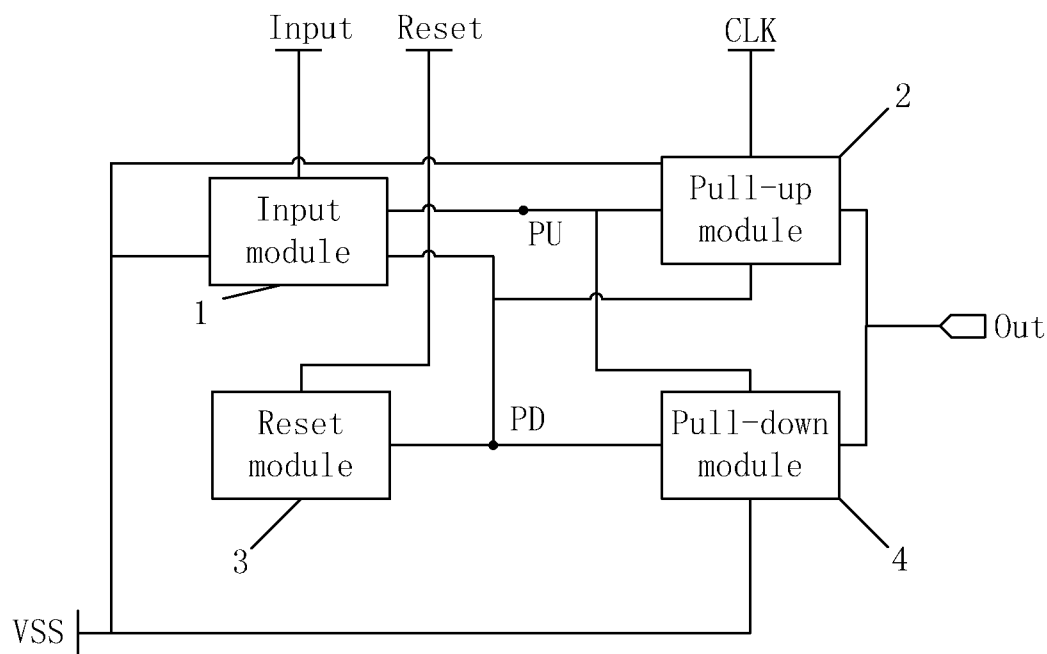 Input
Reset
CLK
2
Input
module
Pull-up
module
PU
1
Out
Reset
module
PD
Pull-down
module
3
4
VSS